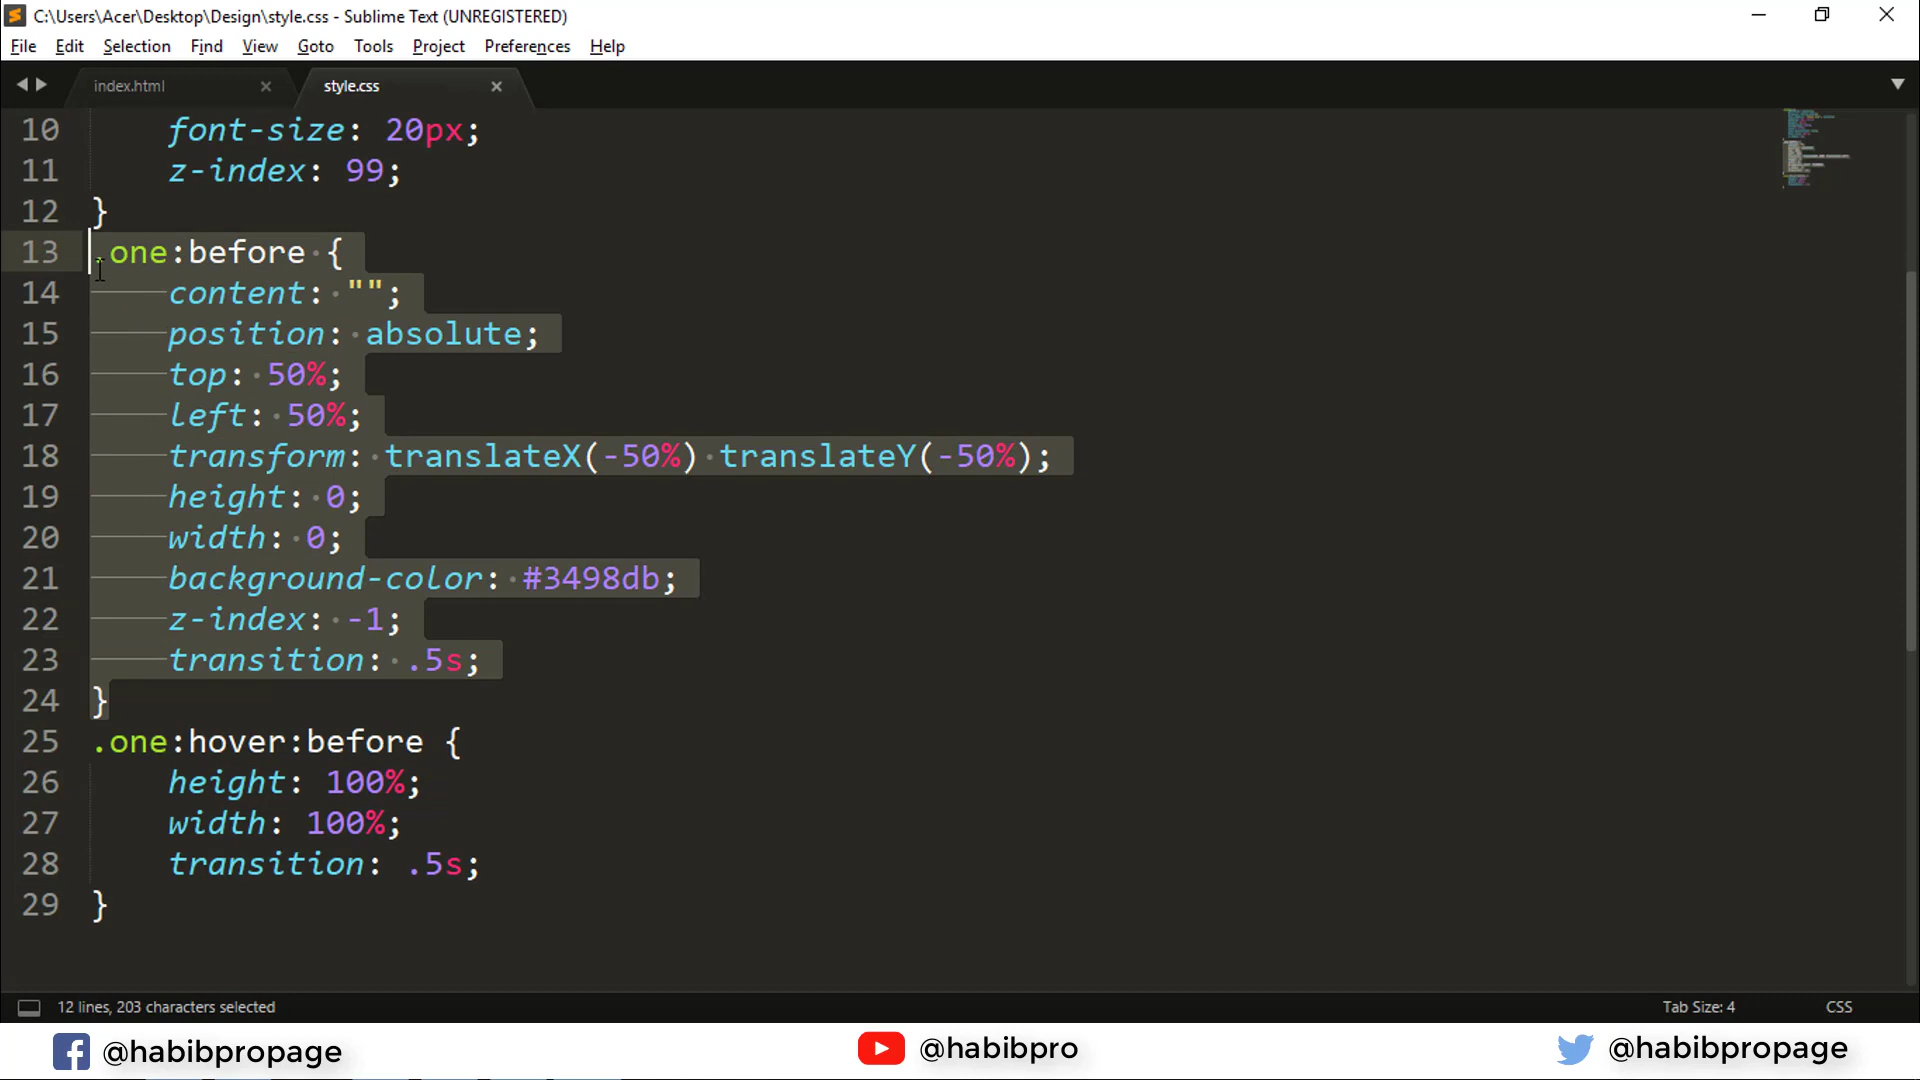 C:\Users\Acer\Desktop\Design\style.css - Sublime Text (UNREGISTERED)
File Edit Selection Find View Goto Tools Project Preferences Help
index.html style.css
10 font-size: 20px;
11 z-index: 99;
12 }
13 .one:before {
14 content: "";
15 position: absolute;
16 top: 50%;
17 left: 50%;
18 transform: translateX(-50%) translateY(-50%);
19 height: 0;
20 width: 0;
21 background-color: #3498db;
22 z-index: -1;
23 transition: .5s;
24 }
25 .one:hover:before {
26 height: 100%;
27 width: 100%;
28 transition: .5s;
29 }
12 lines, 203 characters selected Tab Size: 4 CSS
@habibpropage @habibpro @habibpropage